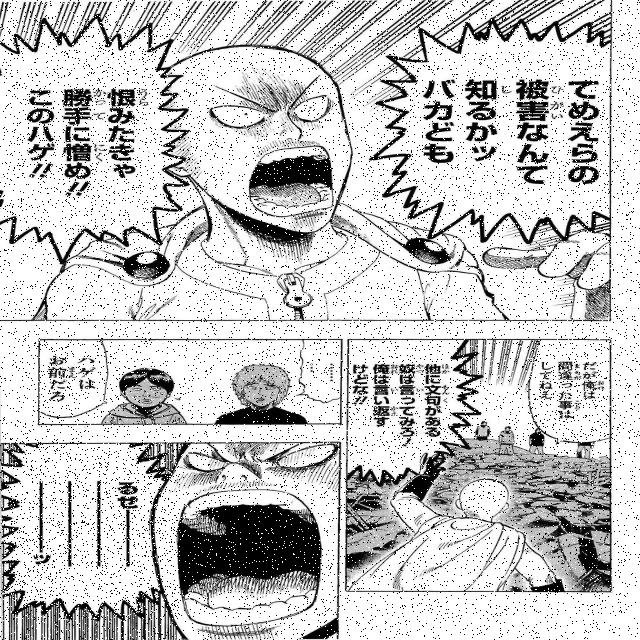 てめえらの
被害なんて
知るかッ
バカども
恨みたきゃ
勝手に憎め!!
このハゲ!!
だが俺は
間違った事は
してねえ
他に文句がある
奴は言ってみろ!
俺は言い返す
けどな!!
ハゲは
お前だろ
るせ
ーーーーッ